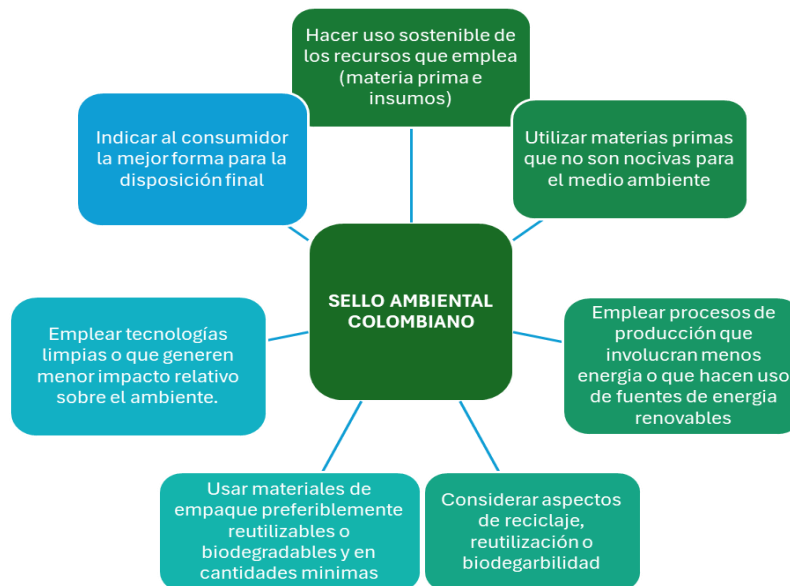 Hacer uso sostenible de
los recursos que emplea
(materia prima e
insumos)
Utilizar materias primas
que no son nocivas para
el medio ambiente
Emplear procesos de
producción que
involucran menos
energia o que hacen uso
de fuentes de energia
renovables
Considerar aspectos
de reciclaje,
reutilización o
biodegarbilidad
Usar materiales de
empaque preferiblemente
reutilizables o
biodegradables y en
cantidades minimas
Emplear tecnologías
limpias o que generen
menor impacto relativo
sobre el ambiente.
Indicar al consumidor
la mejor forma para la
disposición final
SELLO AMBIENTAL
COLOMBIANO